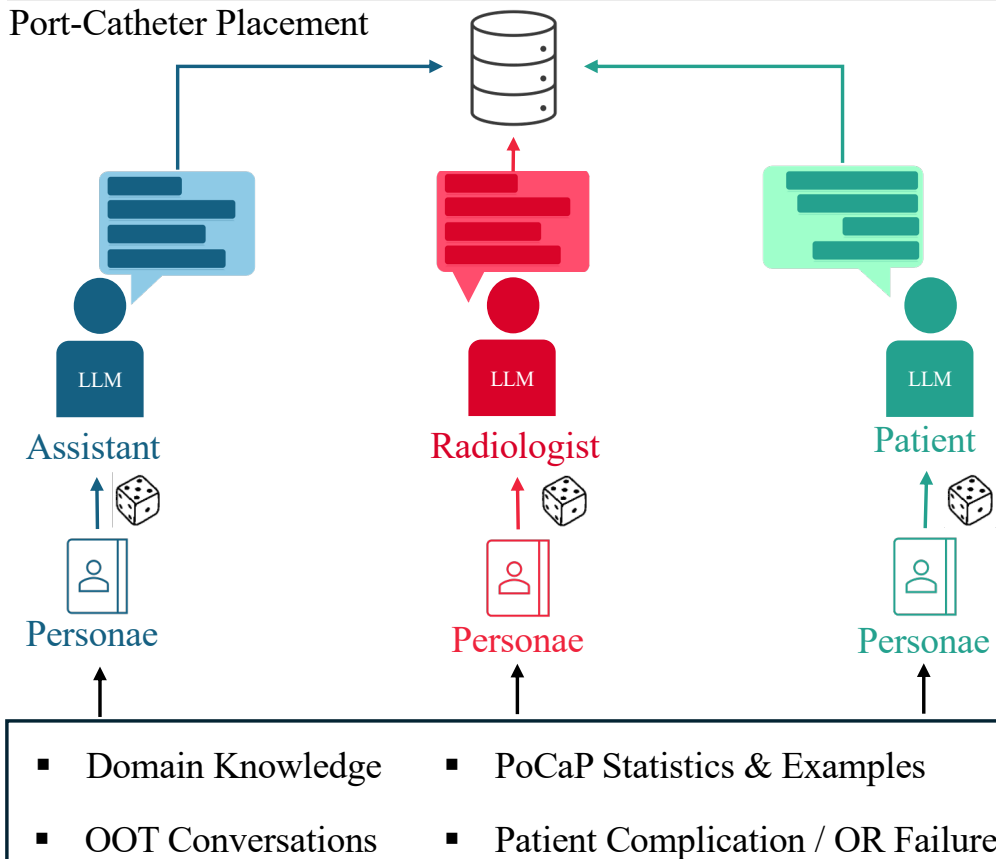 Port-Catheter Placement
LLM LLM LLM
Assistant Radiologist Patient
Personae Personae Personae
▪ Domain Knowledge ▪ PoCaP Statistics & Examples
▪ OOT Conversations ▪ Patient Complication / OR Failure